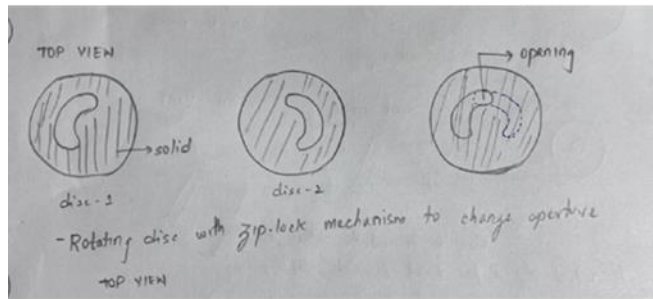 TOP VIEW
opening
solid
disc-1
disc-2
-Rotating disc with zip-lock mechanism to change aperture
TOP VIEW